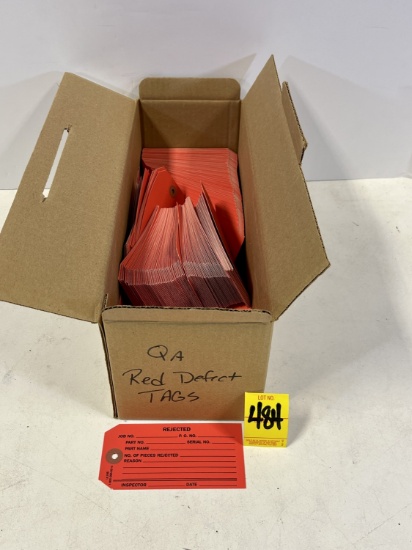 QA
Red Defect
TAGS
LOT NO.
484
REJECTED
JOB NO. P. O. NO.
PART NO. SERIAL NO.
PART NAME
NO. OF PIECES REJECTED
REASON
INSPECTOR DATE